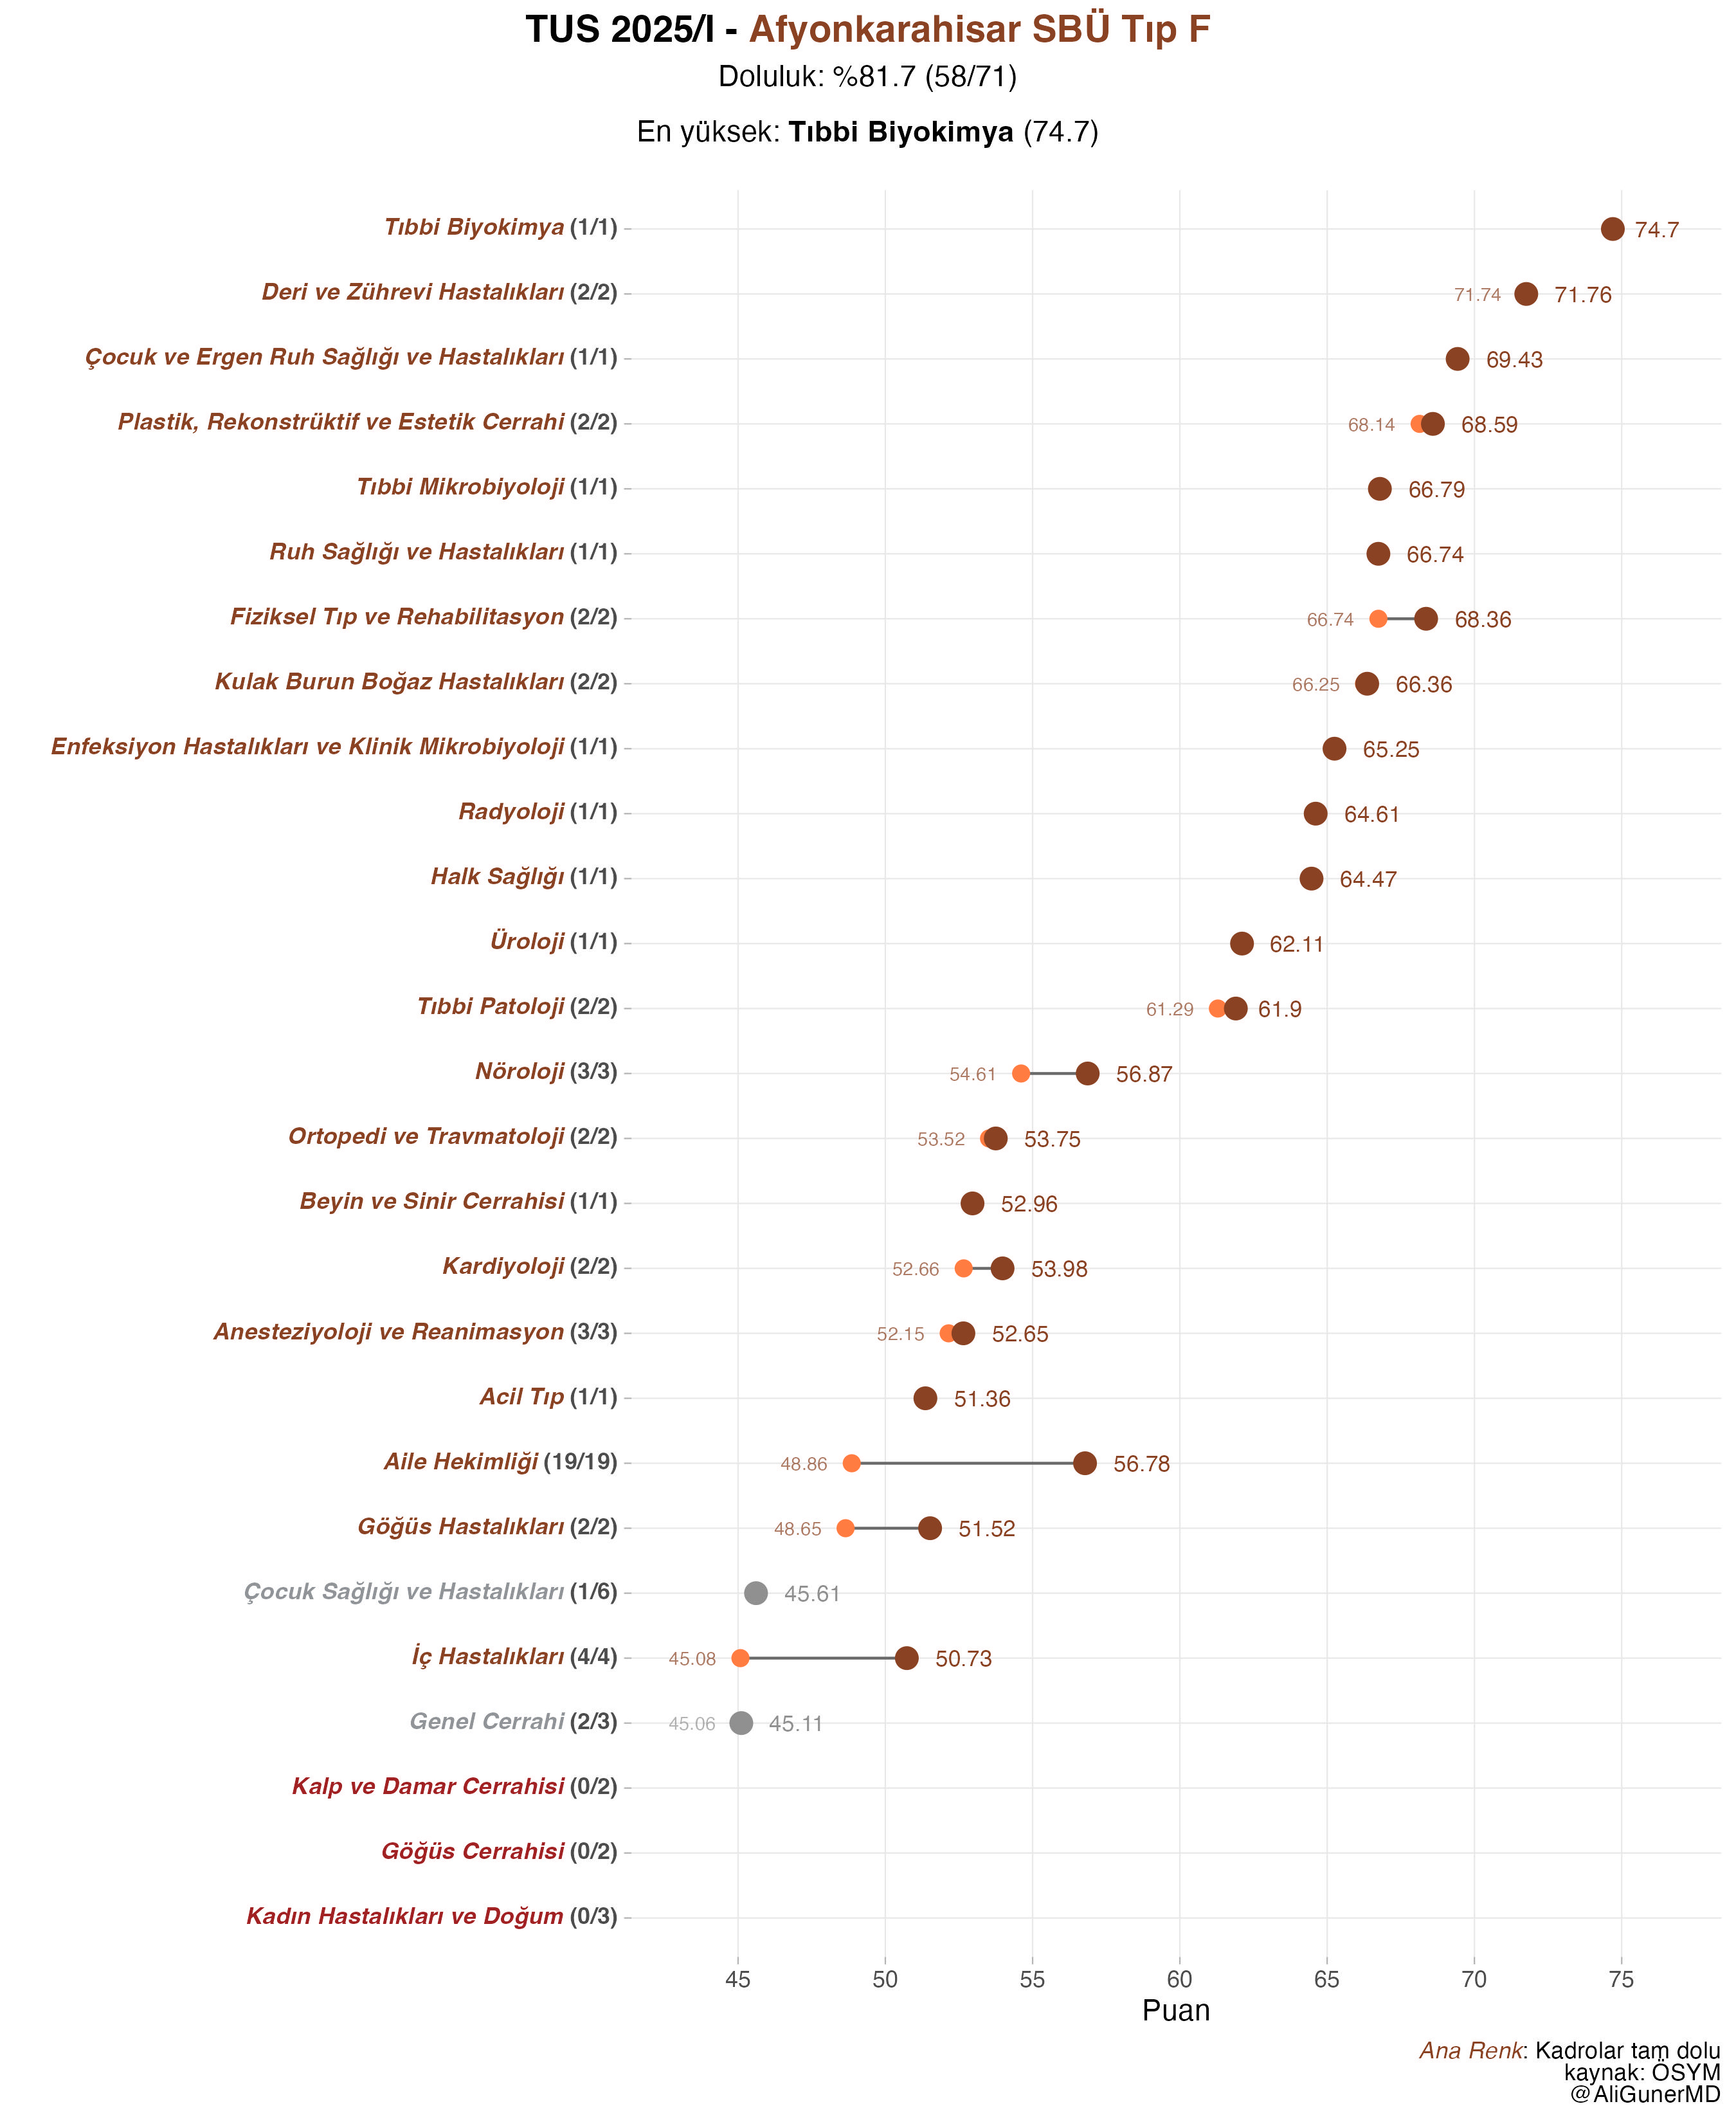 TUS 2025/I - Afyonkarahisar SBÜ Tıp F
Doluluk: %81.7 (58/71)
En yüksek: Tıbbi Biyokimya (74.7)
Tıbbi Biyokimya (1/1) 74.7
Deri ve Zührevi Hastalıkları (2/2) 71.74 71.76
Çocuk ve Ergen Ruh Sağlığı ve Hastalıkları (1/1) 69.43
Plastik, Rekonstrüktif ve Estetik Cerrahi (2/2) 68.14 68.59
Tıbbi Mikrobiyoloji (1/1) 66.79
Ruh Sağlığı ve Hastalıkları (1/1) 66.74
Fiziksel Tıp ve Rehabilitasyon (2/2) 66.74 68.36
Kulak Burun Boğaz Hastalıkları (2/2) 66.25 66.36
Enfeksiyon Hastalıkları ve Klinik Mikrobiyoloji (1/1) 65.25
Radyoloji (1/1) 64.61
Halk Sağlığı (1/1) 64.47
Üroloji (1/1) 62.11
Tıbbi Patoloji (2/2) 61.29 61.9
Nöroloji (3/3) 54.61 56.87
Ortopedi ve Travmatoloji (2/2) 53.52 53.75
Beyin ve Sinir Cerrahisi (1/1) 52.96
Kardiyoloji (2/2) 52.66 53.98
Anesteziyoloji ve Reanimasyon (3/3) 52.15 52.65
Acil Tıp (1/1) 51.36
Aile Hekimliği (19/19) 48.86 56.78
Göğüs Hastalıkları (2/2) 48.65 51.52
Çocuk Sağlığı ve Hastalıkları (1/6) 45.61
İç Hastalıkları (4/4) 45.08 50.73
Genel Cerrahi (2/3) 45.06 45.11
Kalp ve Damar Cerrahisi (0/2)
Göğüs Cerrahisi (0/2)
Kadın Hastalıkları ve Doğum (0/3)
45 50 55 60 65 70 75
Puan
Ana Renk: Kadrolar tam dolu
kaynak: ÖSYM
@AliGunerMD